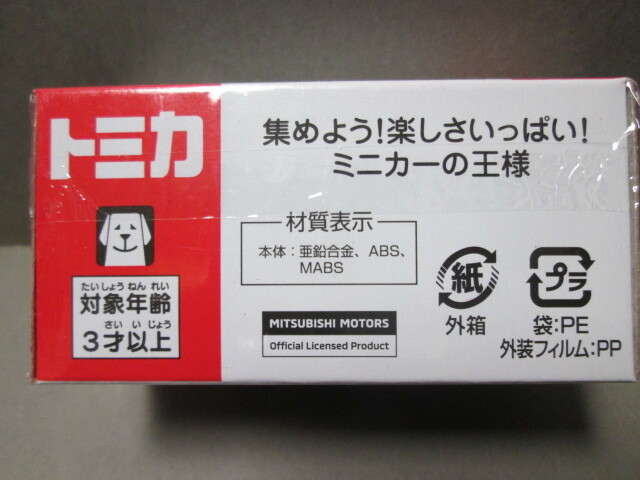 トミカ
たいしょうねんれい
対象年齢
さいいじょう
3才以上
集めよう!楽しさいっぱい!
ミニカーの王様
材質表示
本体:亜鉛合金、ABS、
MABS
MITSUBISHI MOTORS
Official Licensed Product
紙
外箱
プラ
袋:PE
外装フィルム:PP